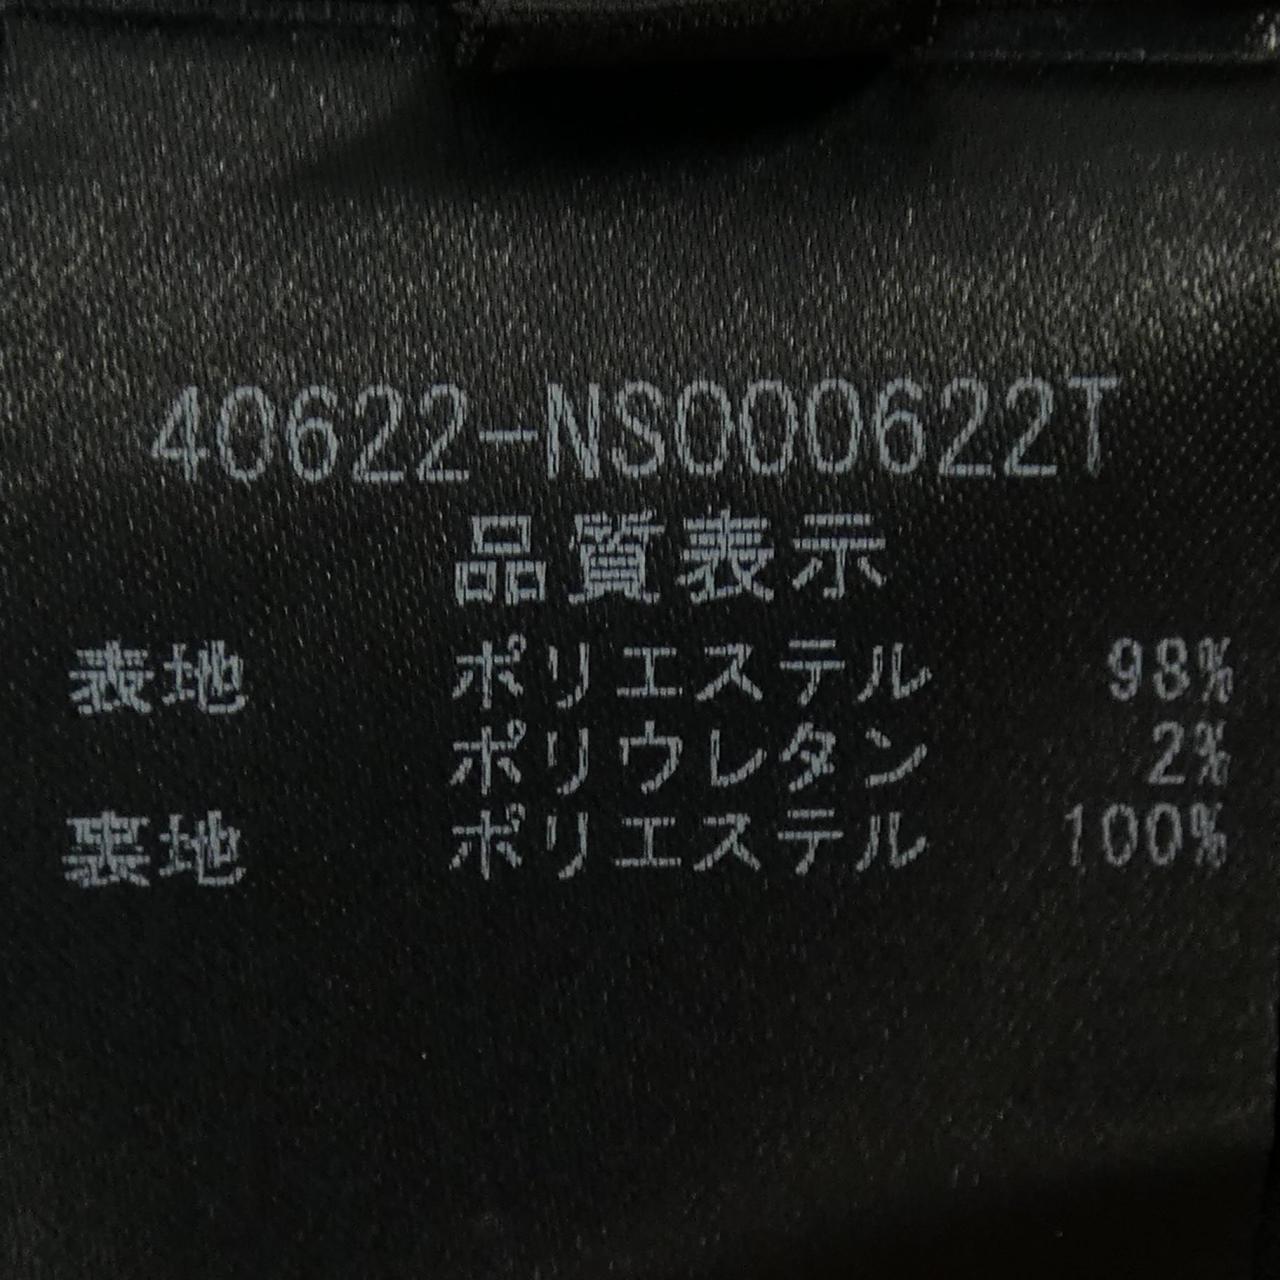 40622-NS000622T
品質表示
表地 ポリエステル 98%
ポリウレタン 2%
裏地 ポリエステル 100%